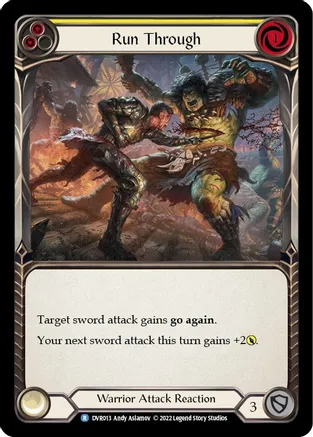 Run Through
Target sword attack gains go again.
Your next sword attack this turn gains +2.
Warrior Attack Reaction
3
R DVR013 Andy Aslamov © 2022 Legend Story Studios